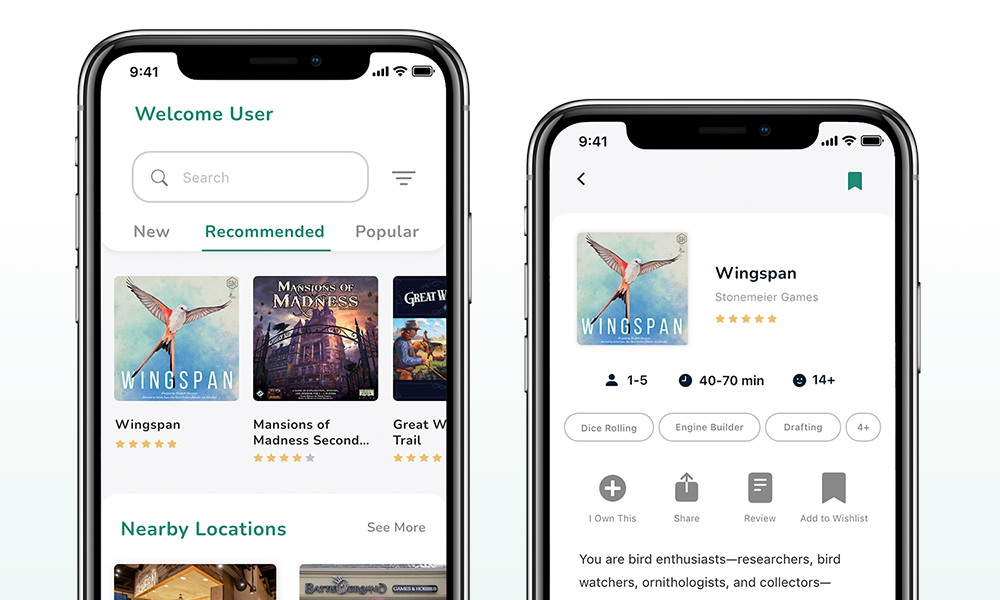 9:41
Welcome User
Search
New Recommended Popular
WINGSPAN
MANSIONS OF
MADNESS
GREAT W
Wingspan
Mansions of
Madness Second...
Great W
Trail
Nearby Locations
See More
GAMES & HOBBIES
9:41
WINGSPAN
Wingspan
Stonemeier Games
1-5
40-70 min
14+
Dice Rolling
Engine Builder
Drafting
4+
I Own This
Share
Review
Add to Wishlist
You are bird enthusiasts—researchers, bird
watchers, ornithologists, and collectors—